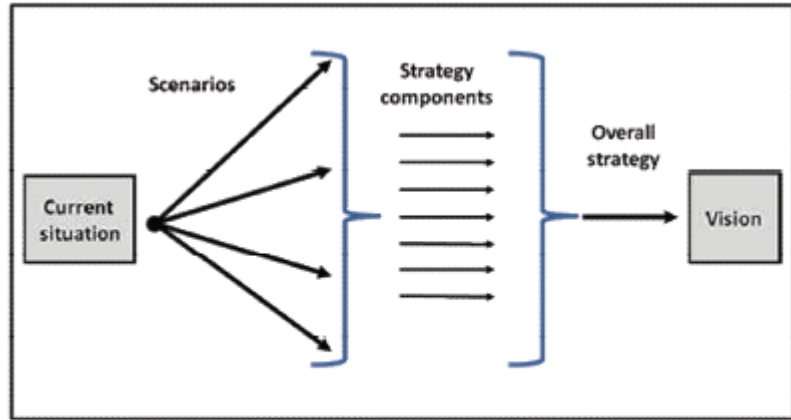 Scenarios
Strategy
components
Overall
strategy
Current
situation
Vision